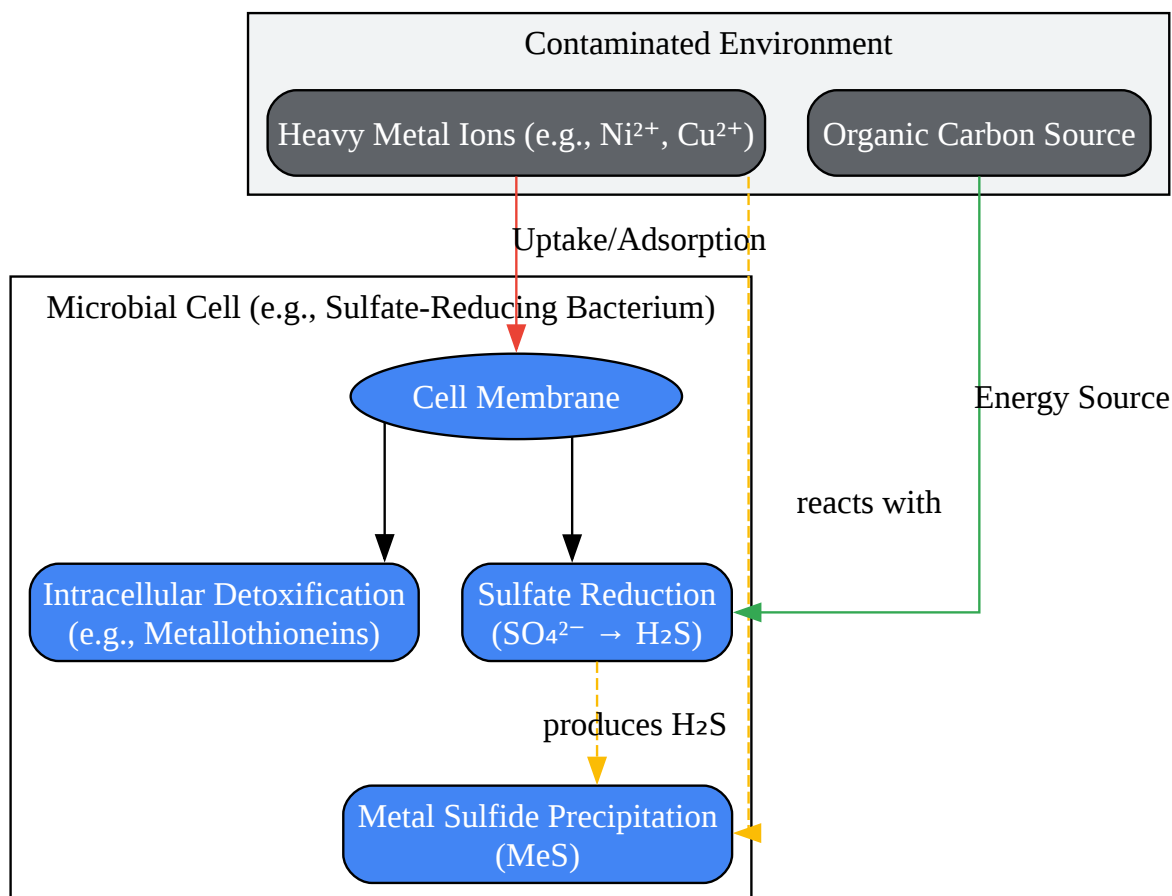 Contaminated Environment
Heavy Metal Ions (e.g., Ni²⁺, Cu²⁺)
Organic Carbon Source
Uptake/Adsorption
Microbial Cell (e.g., Sulfate-Reducing Bacterium)
Cell Membrane
Energy Source
reacts with
Intracellular Detoxification
(e.g., Metallothioneins)
Sulfate Reduction
(SO₄²⁻ → H₂S)
produces H₂S
Metal Sulfide Precipitation
(MeS)